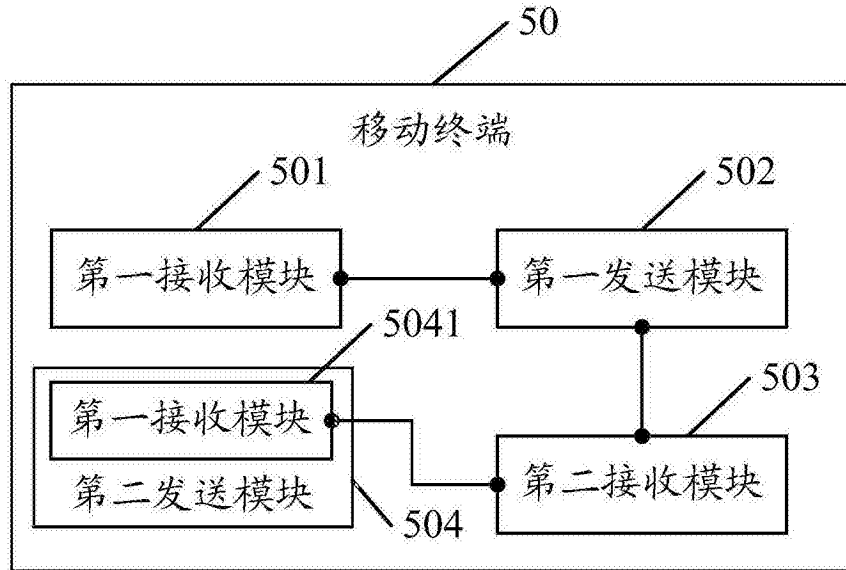 50
移动终端
501
502
第一接收模块
第一发送模块
5041
503
第一接收模块
第二发送模块
504
第二接收模块